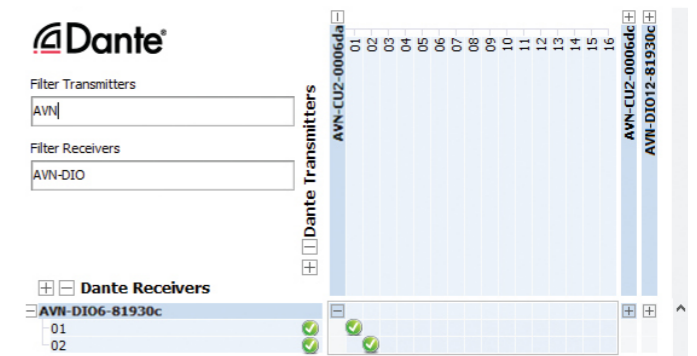 Dante®
Filter Transmitters
AVN
Filter Receivers
AVN-DIO
Dante Receivers
Dante Transmitters
AVN-CU2-0006da
01
02
03
04
05
06
07
08
09
10
11
12
13
14
15
16
AVN-CU2-0006dc
AVN-DIO12-81930c
AVN-DIO6-81930c
01
02